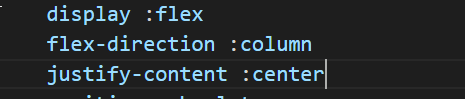 display :flex
flex-direction :column
justify-content :center